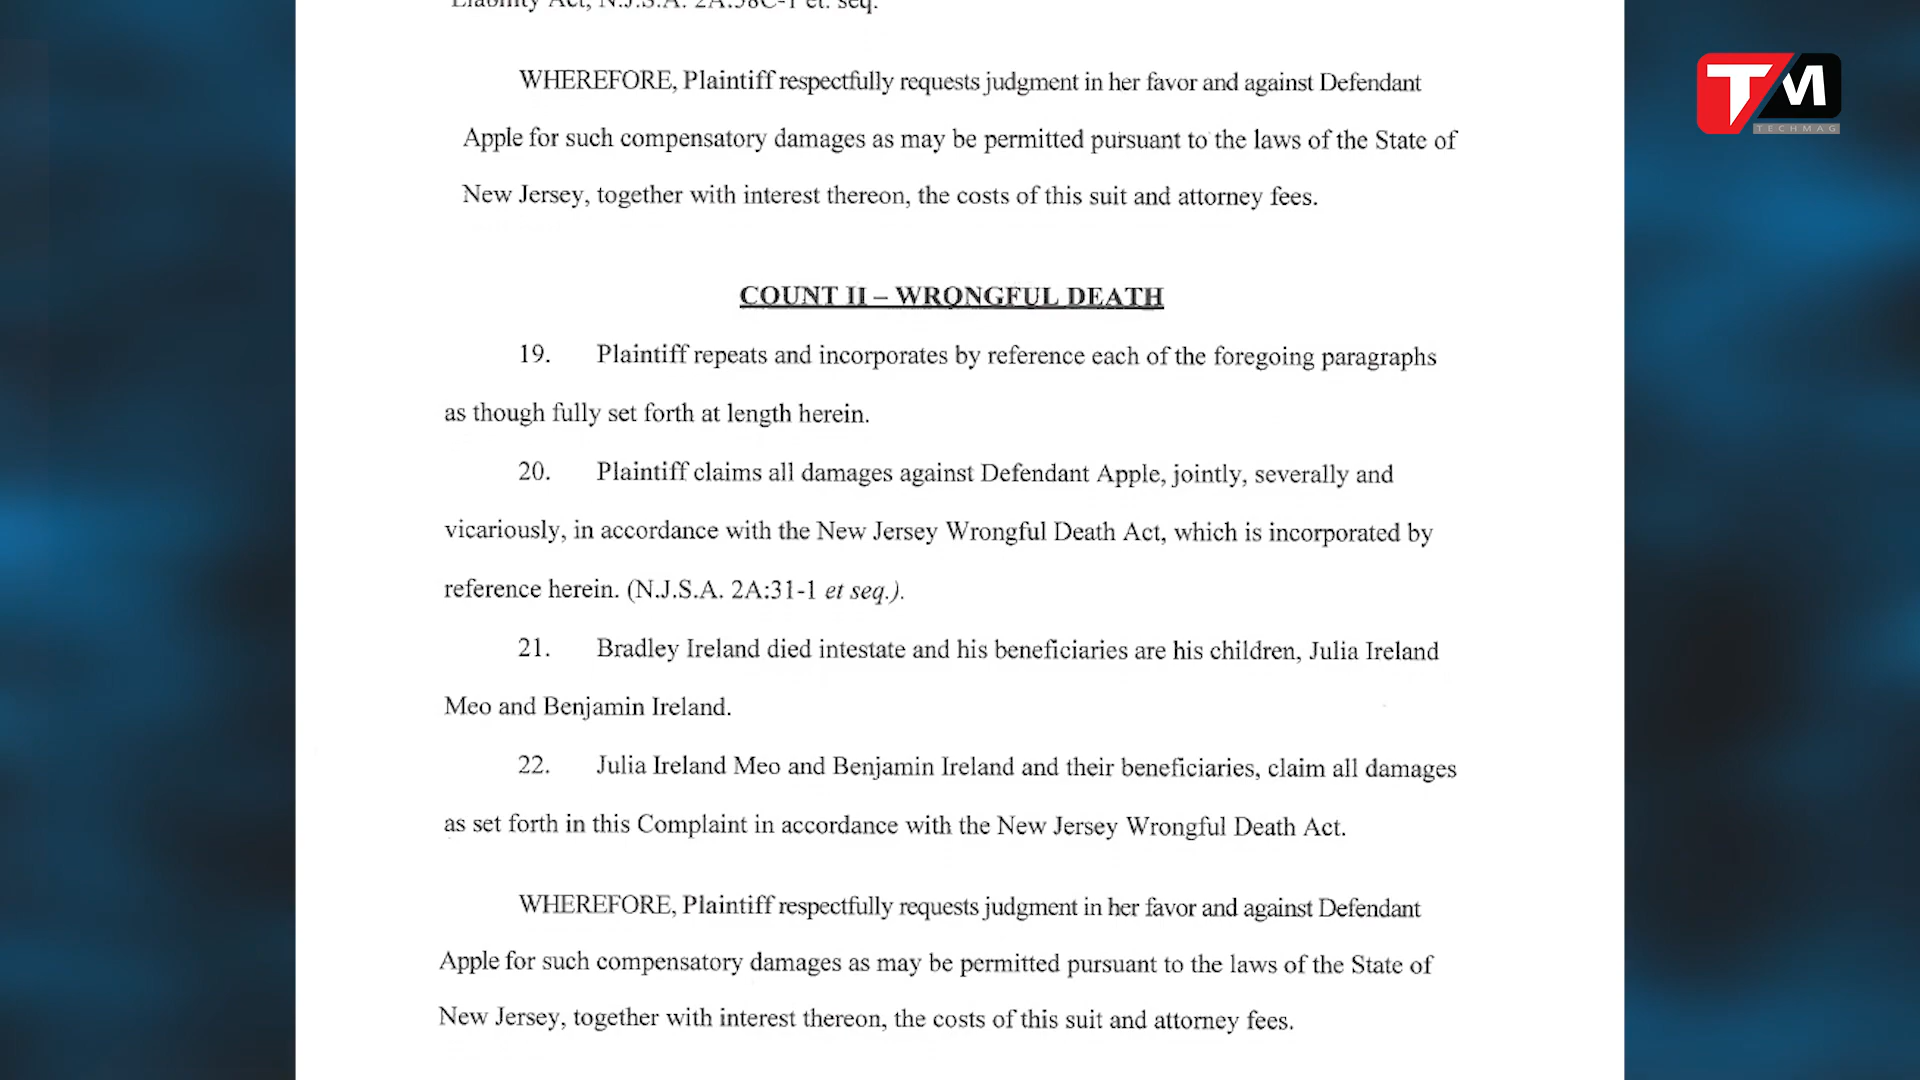 Liability Act, N.J.S.A. 2A:58C-1 et. seq.
WHEREFORE, Plaintiff respectfully requests judgment in her favor and against Defendant
Apple for such compensatory damages as may be permitted pursuant to the laws of the State of
New Jersey, together with interest thereon, the costs of this suit and attorney fees.
COUNT II – WRONGFUL DEATH
19. Plaintiff repeats and incorporates by reference each of the foregoing paragraphs
as though fully set forth at length herein.
20. Plaintiff claims all damages against Defendant Apple, jointly, severally and
vicariously, in accordance with the New Jersey Wrongful Death Act, which is incorporated by
reference herein. (N.J.S.A. 2A:31-1 et seq.).
21. Bradley Ireland died intestate and his beneficiaries are his children, Julia Ireland
Meo and Benjamin Ireland.
22. Julia Ireland Meo and Benjamin Ireland and their beneficiaries, claim all damages
as set forth in this Complaint in accordance with the New Jersey Wrongful Death Act.
WHEREFORE, Plaintiff respectfully requests judgment in her favor and against Defendant
Apple for such compensatory damages as may be permitted pursuant to the laws of the State of
New Jersey, together with interest thereon, the costs of this suit and attorney fees.
TM
TECHMAG